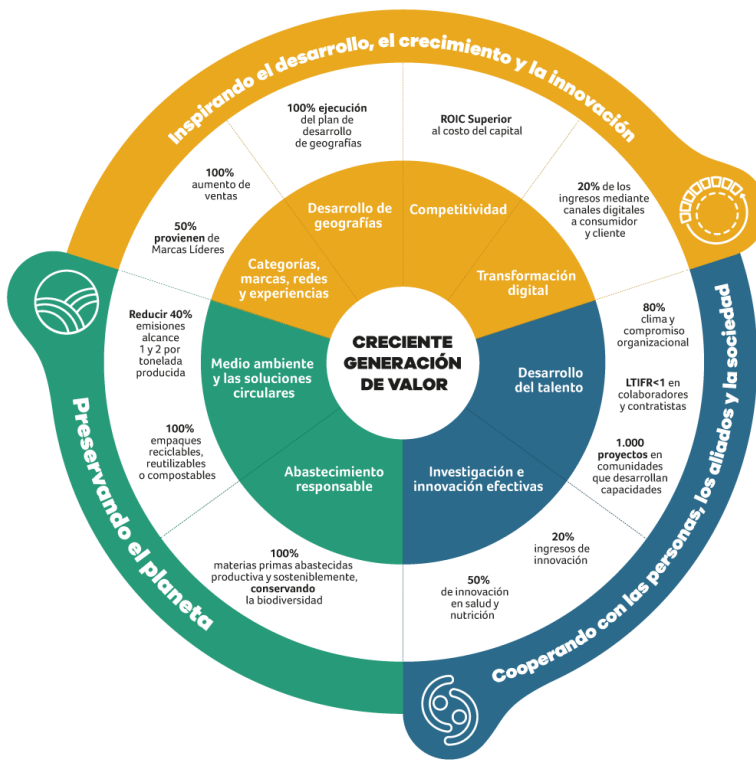 Inspirando el desarrollo, el crecimiento y la innovación
100% ejecución
del plan de
desarrollo
de geografías
ROIC Superior
al costo del capital
100%
aumento de
ventas
50%
provienen de
Marcas Líderes
20% de los
ingresos mediante
canales digitales
a consumidor
y cliente
Desarrollo de
geografías
Competitividad
Categorías,
marcas, redes
y experiencias
Transformación
digital
CRECIENTE
GENERACIÓN
DE VALOR
Reducir 40%
emisiones
alcance
1 y 2 por
tonelada
producida
Medio ambiente
y las soluciones
circulares
Desarrollo
del talento
80%
clima y
compromiso
organizacional
LTIFR<1 en
colaboradores
y contratistas
1.000
proyectos en
comunidades
que desarrollan
capacidades
100%
empaques
reciclables,
reutilizables
o compostables
Abastecimiento
responsable
Investigación e
innovación efectivas
100%
materias primas abastecidas
productiva y sosteniblemente,
conservando
la biodiversidad
20%
ingresos de
innovación
50%
de innovación
en salud y
nutrición
Preservando el planeta
Cooperando con las personas, los aliados y la sociedad